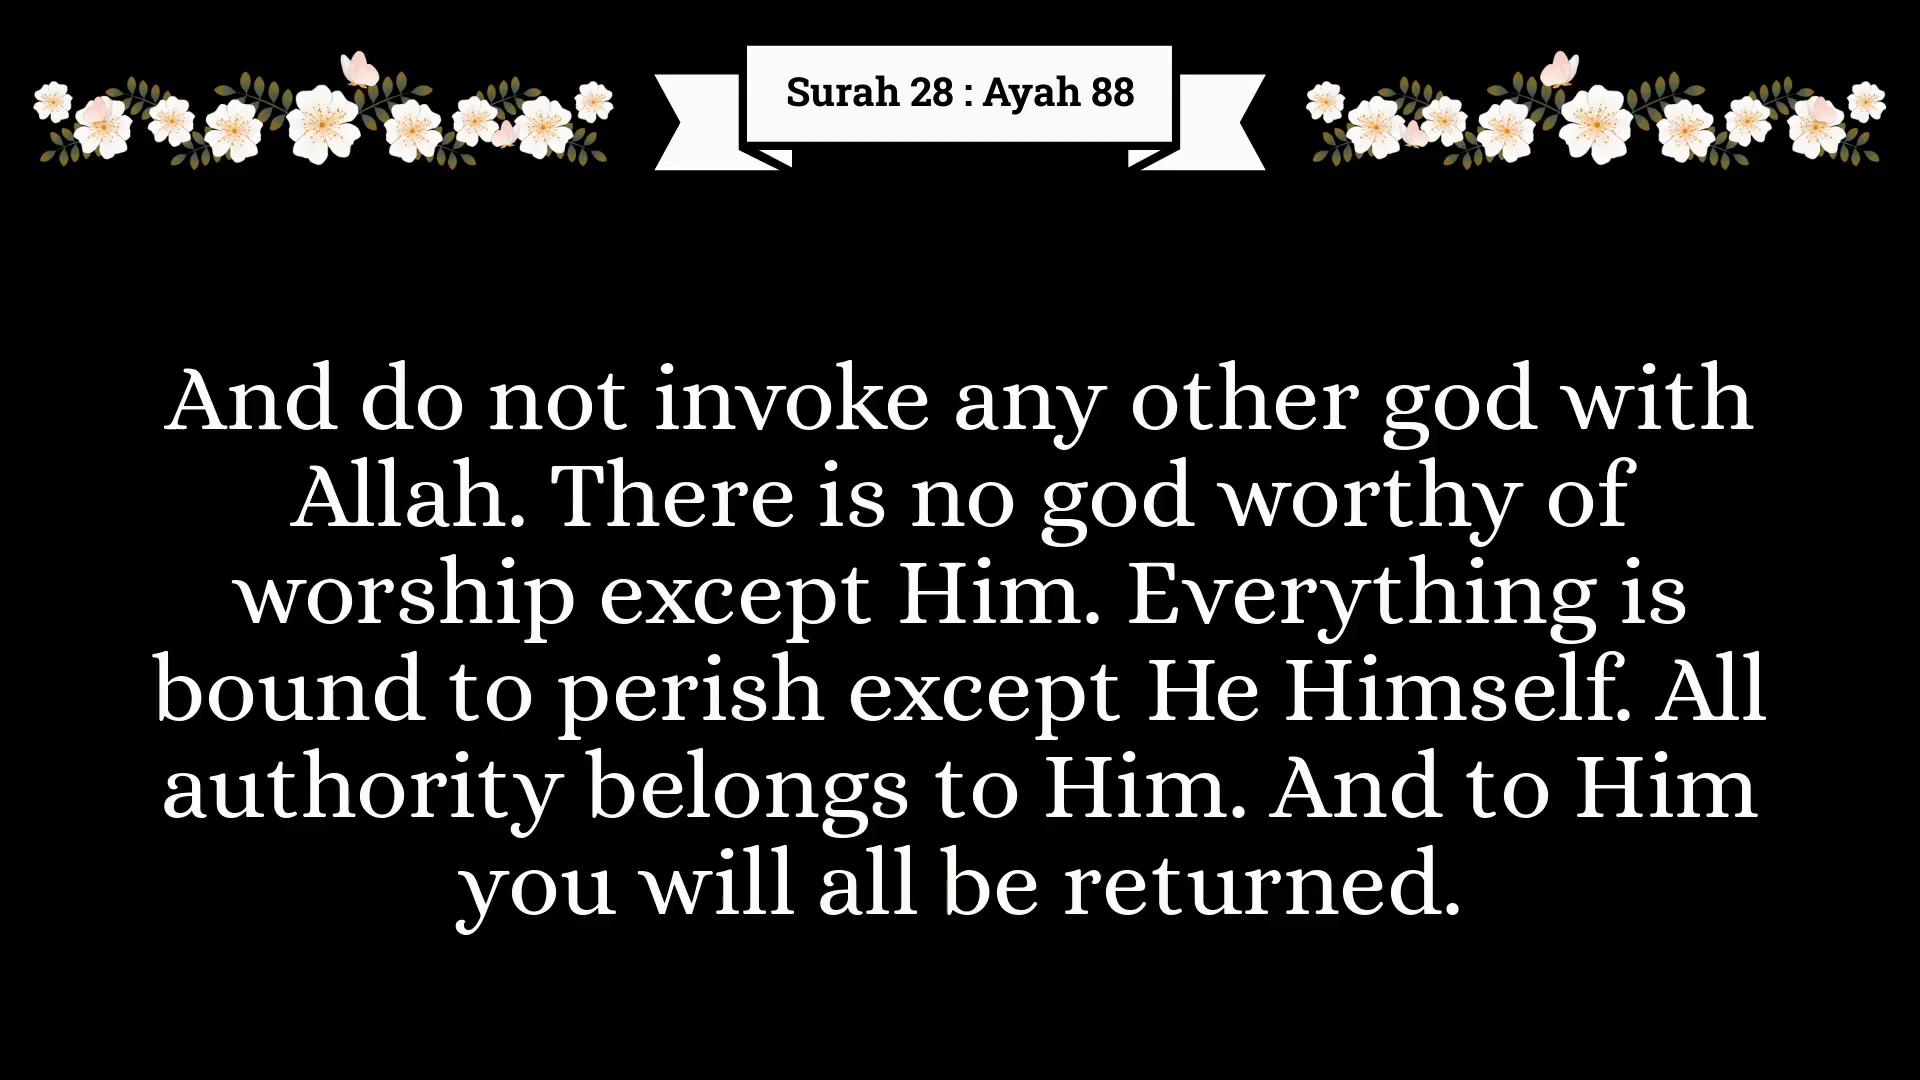 Surah 28 : Ayah 88
And do not invoke any other god with
Allah. There is no god worthy of
worship except Him. Everything is
bound to perish except He Himself. All
authority belongs to Him. And to Him
you will all be returned.